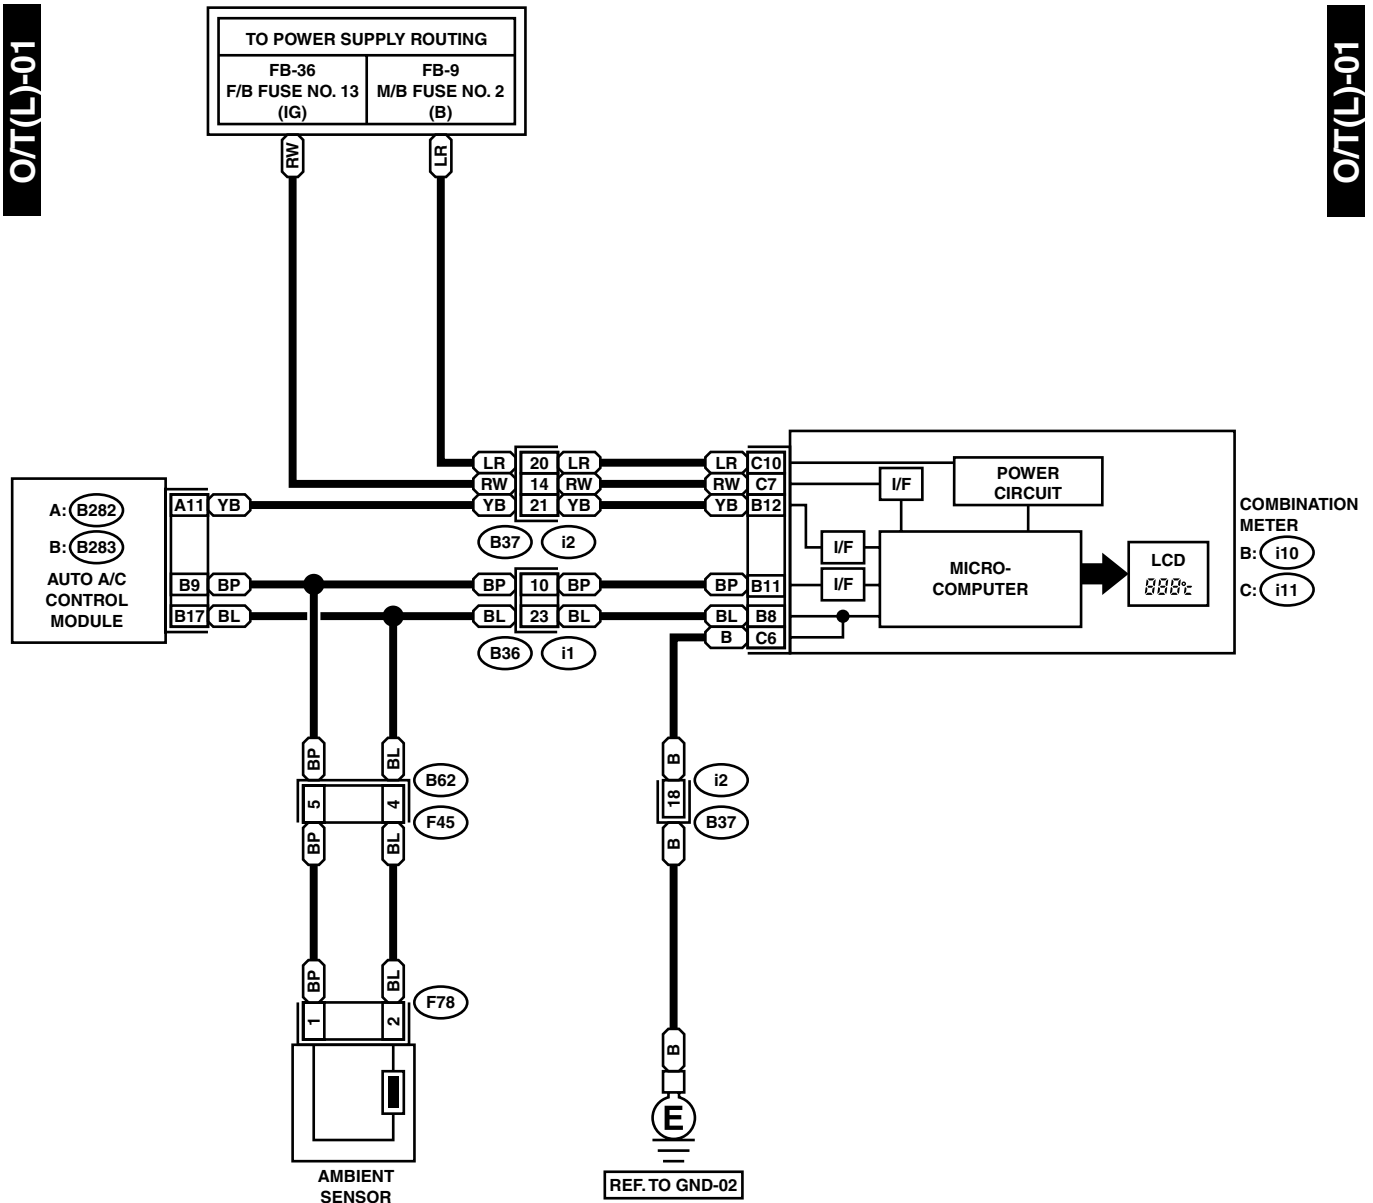 O/T(L)-01
O/T(L)-01
TO POWER SUPPLY ROUTING
FB-36
F/B FUSE NO. 13
(IG)
FB-9
M/B FUSE NO. 2
(B)
RW
LR
LR 20 LR LR C10
RW 14 RW RW C7
A11 YB YB 21 YB YB B12
B37 i2
B9 BP BP 10 BP BP B11
B17 BL BL 23 BL BL B8
B C6
B36 i1
A: B282
B: B283
AUTO A/C
CONTROL
MODULE
POWER
CIRCUIT
I/F
I/F
I/F
MICRO-
COMPUTER
LCD
888°c
COMBINATION
METER
B: i10
C: i11
BP BL
B62
5 4
F45
BP BL
BP BL
F78
1 2
AMBIENT
SENSOR
B
i2
18
B37
B
B
E
REF. TO GND-02